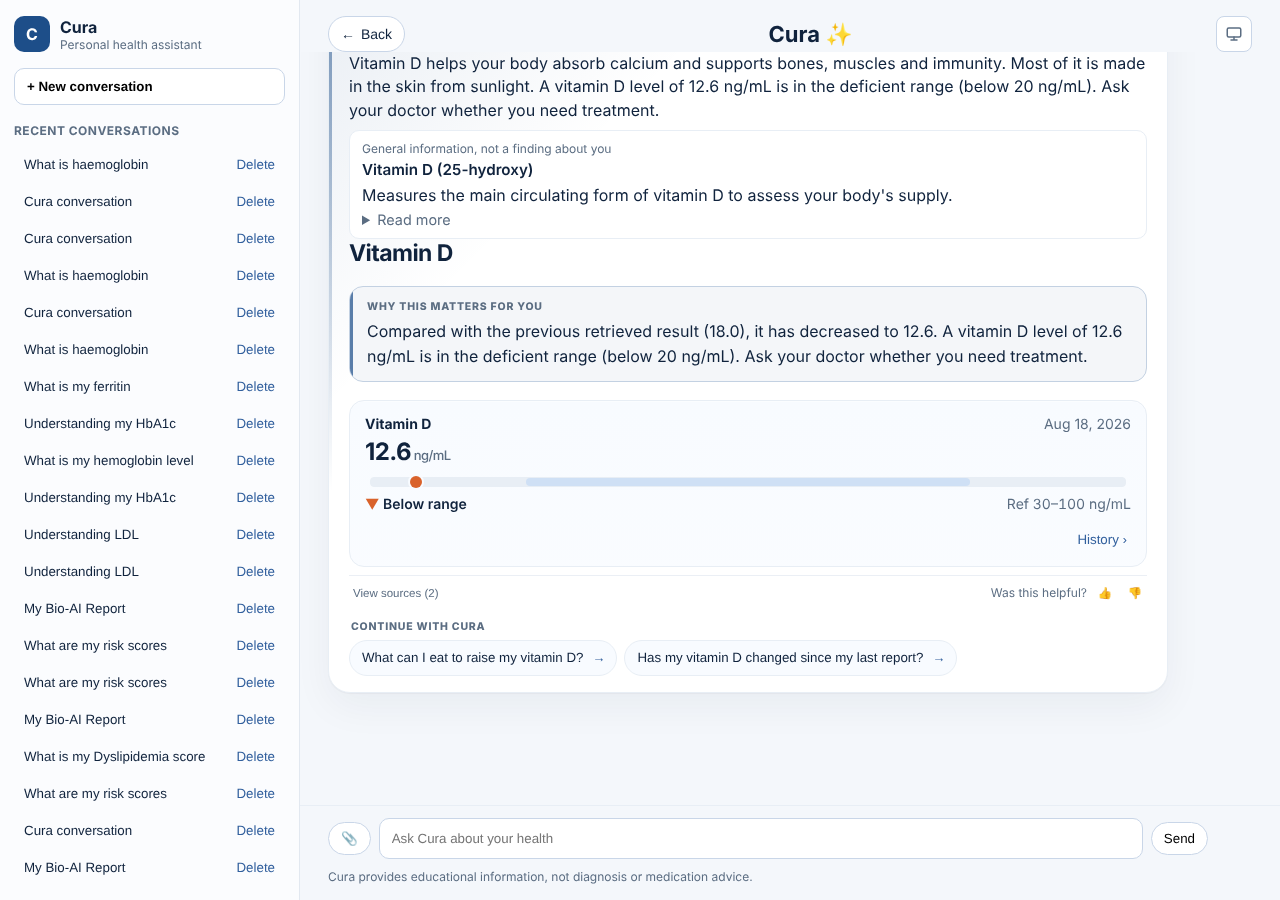 C
Cura
Personal health assistant
+ New conversation
RECENT CONVERSATIONS
What is haemoglobin Delete
Cura conversation Delete
Cura conversation Delete
What is haemoglobin Delete
Cura conversation Delete
What is haemoglobin Delete
What is my ferritin Delete
Understanding my HbA1c Delete
What is my hemoglobin level Delete
Understanding my HbA1c Delete
Understanding LDL Delete
Understanding LDL Delete
My Bio-AI Report Delete
What are my risk scores Delete
What are my risk scores Delete
My Bio-AI Report Delete
What is my Dyslipidemia score Delete
What are my risk scores Delete
Cura conversation Delete
My Bio-AI Report Delete
← Back
Cura ✨
Vitamin D helps your body absorb calcium and supports bones, muscles and immunity. Most of it is made
in the skin from sunlight. A vitamin D level of 12.6 ng/mL is in the deficient range (below 20 ng/mL). Ask
your doctor whether you need treatment.
General information, not a finding about you
Vitamin D (25-hydroxy)
Measures the main circulating form of vitamin D to assess your body's supply.
▶ Read more
Vitamin D
WHY THIS MATTERS FOR YOU
Compared with the previous retrieved result (18.0), it has decreased to 12.6. A vitamin D level of 12.6
ng/mL is in the deficient range (below 20 ng/mL). Ask your doctor whether you need treatment.
Vitamin D Aug 18, 2026
12.6 ng/mL
▼ Below range Ref 30–100 ng/mL
History ›
View sources (2) Was this helpful? 👍 👎
CONTINUE WITH CURA
What can I eat to raise my vitamin D? → Has my vitamin D changed since my last report? →
📎 Ask Cura about your health Send
Cura provides educational information, not diagnosis or medication advice.